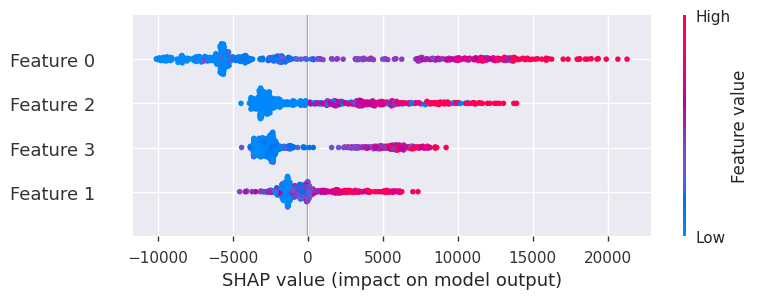 High
Feature 0
Feature 2
Feature 3
Feature 1
Feature value
Low
−10000 −5000 0 5000 10000 15000 20000
SHAP value (impact on model output)